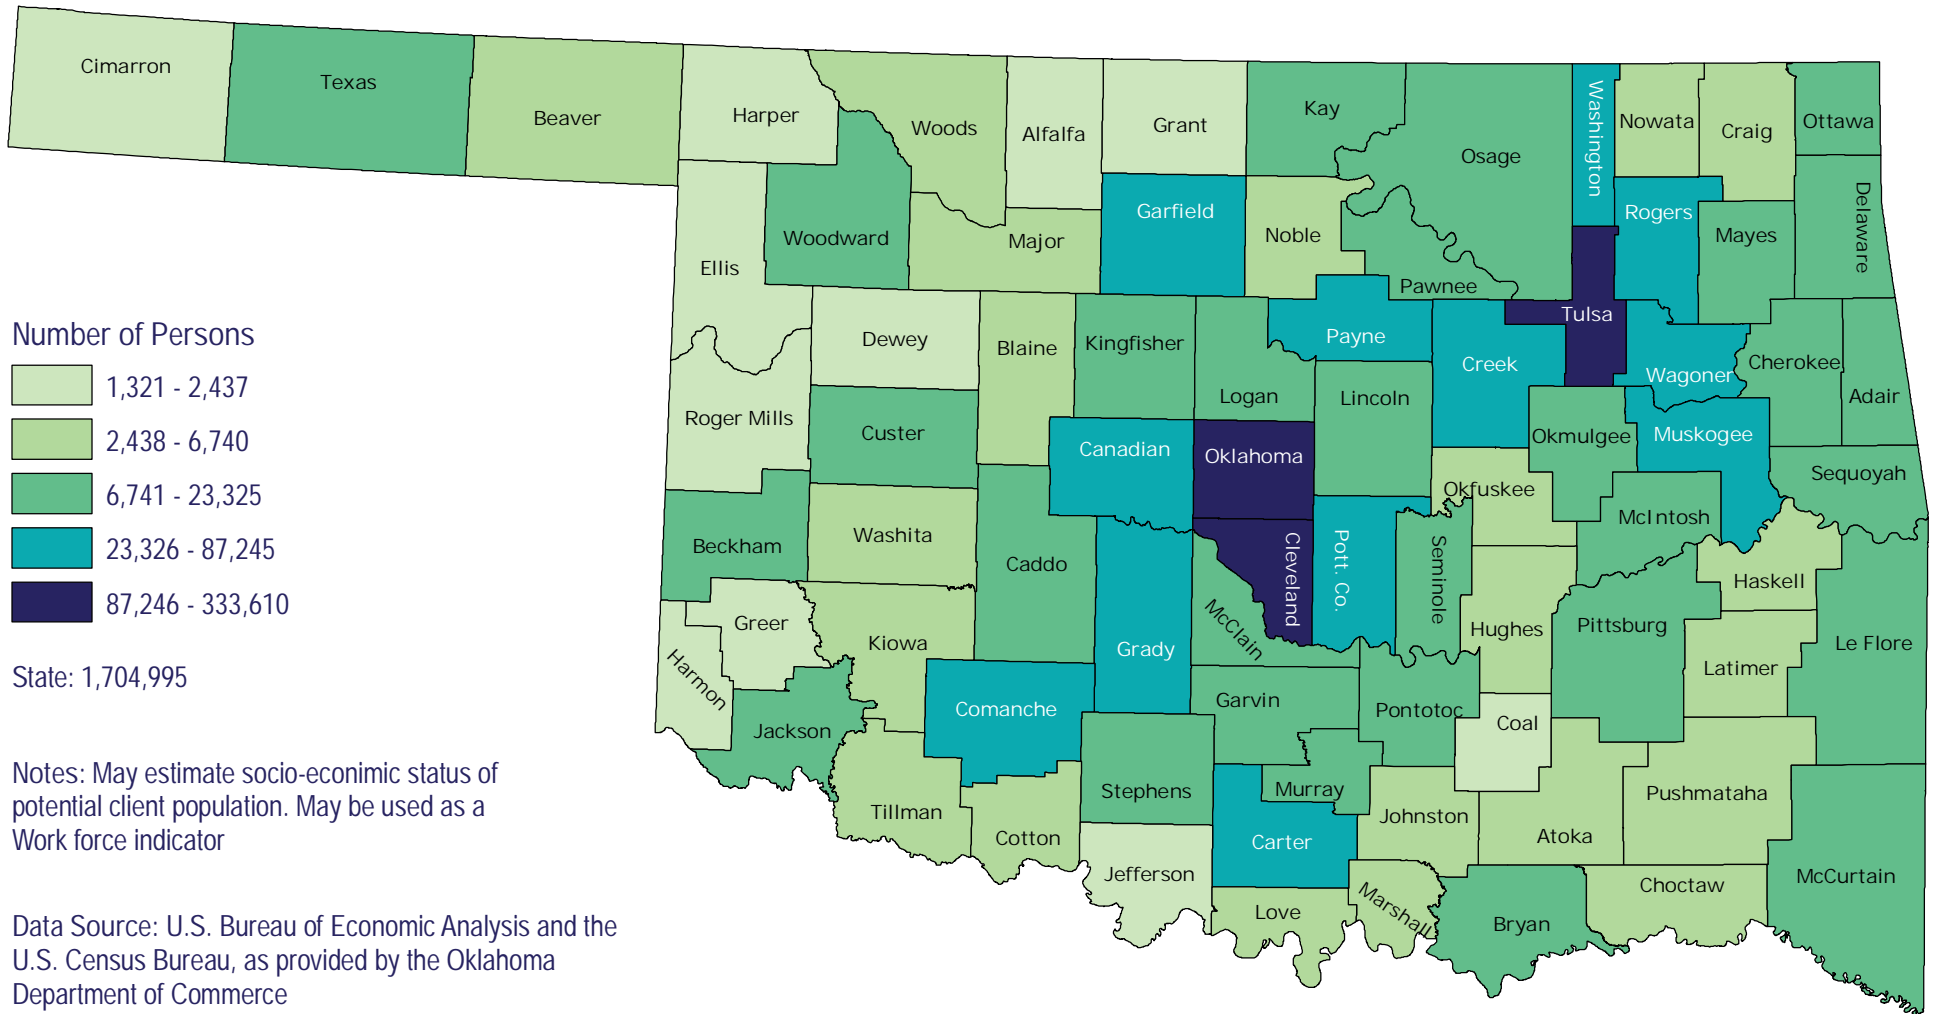 Cimarron
Texas
Beaver
Harper
Woods
Alfalfa
Grant
Kay
Osage
Washington
Nowata
Craig
Ottawa
Delaware
Ellis
Woodward
Major
Garfield
Noble
Pawnee
Rogers
Mayes
Tulsa
Dewey
Blaine
Kingfisher
Logan
Payne
Lincoln
Creek
Wagoner
Cherokee
Adair
Roger Mills
Custer
Canadian
Oklahoma
Okmulgee
Muskogee
Sequoyah
Okfuskee
McIntosh
Beckham
Washita
Caddo
Cleveland
Pott. Co.
Seminole
Haskell
Greer
Kiowa
Grady
McClain
Hughes
Pittsburg
Latimer
Le Flore
Harmon
Jackson
Comanche
Garvin
Pontotoc
Coal
Stephens
Murray
Tillman
Cotton
Johnston
Atoka
Pushmataha
Carter
Jefferson
Love
Marshall
Bryan
Choctaw
McCurtain
Number of Persons
1,321 - 2,437
2,438 - 6,740
6,741 - 23,325
23,326 - 87,245
87,246 - 333,610
State: 1,704,995
Notes: May estimate socio-econimic status of
potential client population. May be used as a
Work force indicator
Data Source: U.S. Bureau of Economic Analysis and the
U.S. Census Bureau, as provided by the Oklahoma
Department of Commerce